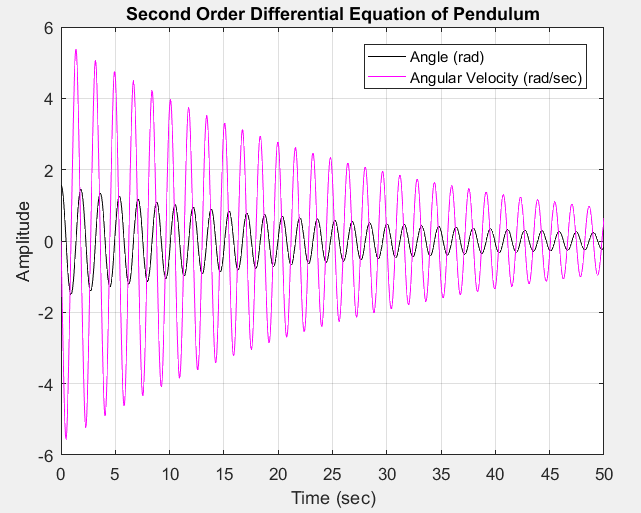 Second Order Differential Equation of Pendulum
6
4
2
0
-2
-4
-6
Amplitude
Angle (rad)
Angular Velocity (rad/sec)
0 5 10 15 20 25 30 35 40 45 50
Time (sec)